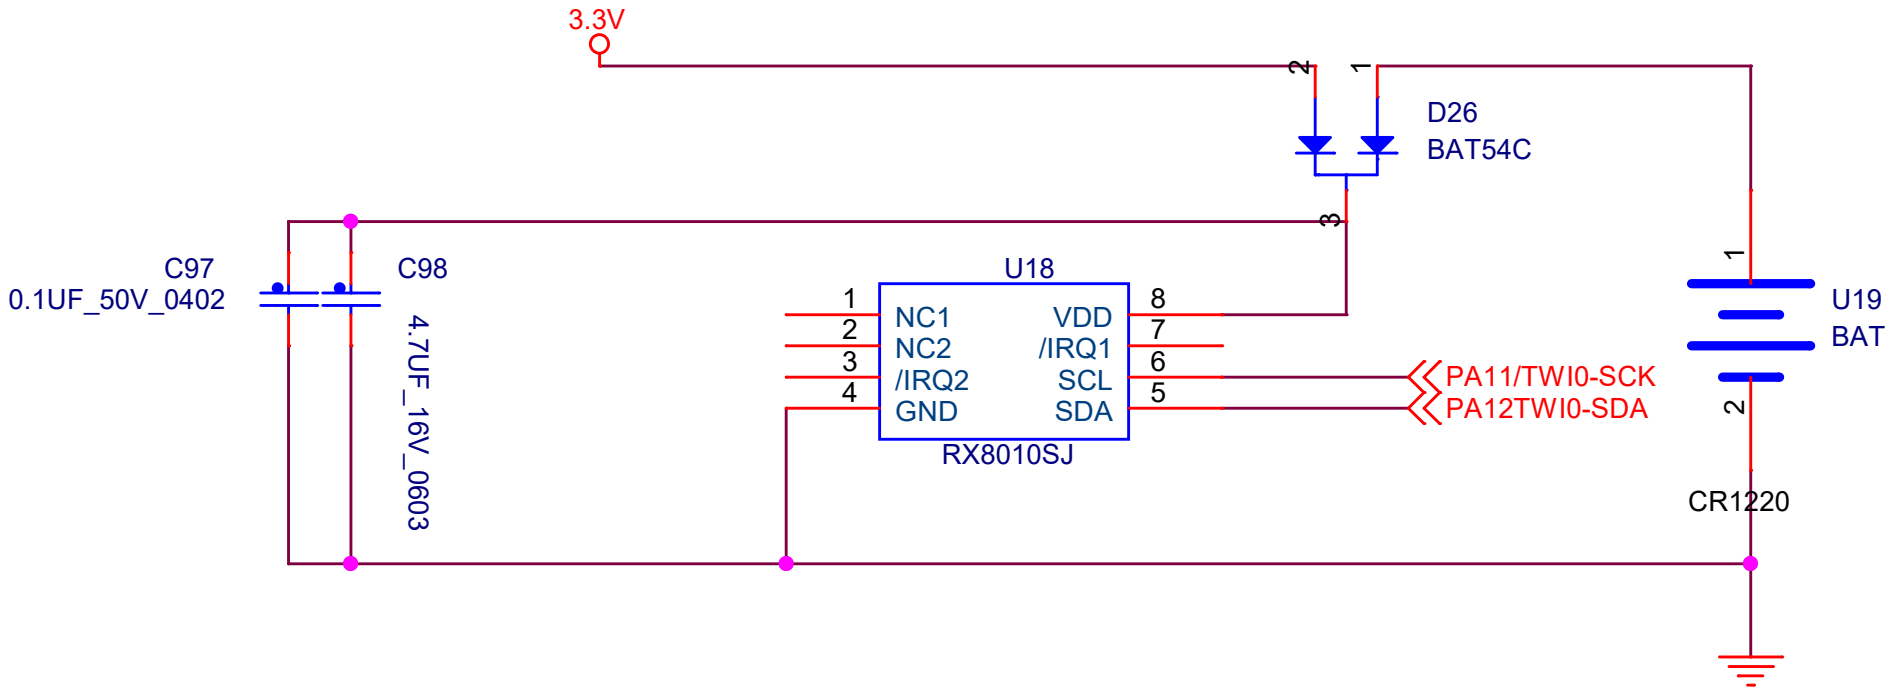 3.3V
2
1
D26
BAT54C
3
C97
0.1UF_50V_0402
C98
4.7UF_16V_0603
U18
1
NC1
2
NC2
3
/IRQ2
4
GND
VDD
8
/IRQ1
7
SCL
6
SDA
5
RX8010SJ
PA11/TWI0-SCK
PA12TWI0-SDA
1
U19
BAT
2
CR1220